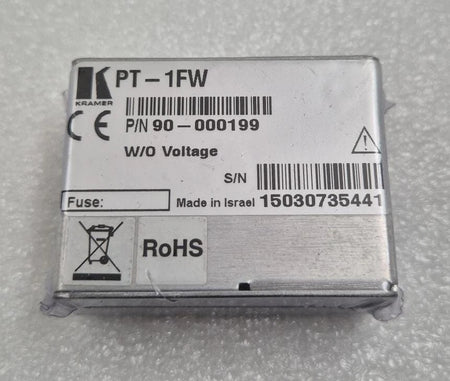 K
KRAMER
PT-1FW
CE
P/N 90-000199
W/O Voltage
S/N
Fuse:
Made in Israel 15030735441
RoHS